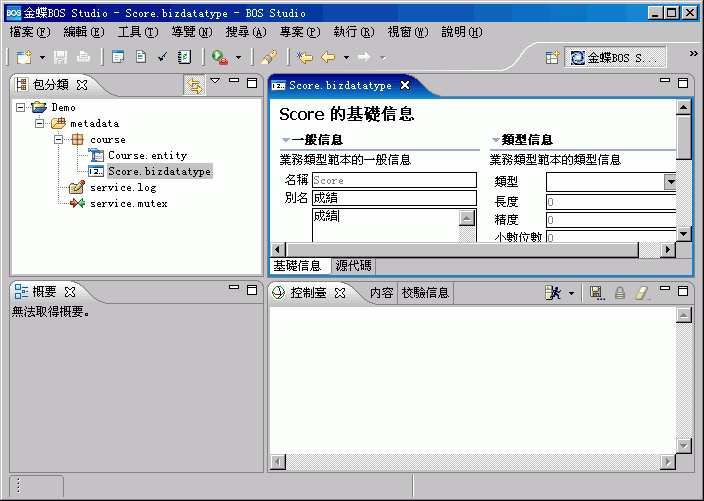 BOS 金蝶BOS Studio - Score.bizdatatype - BOS Studio
檔案(F) 編輯(E) 工具(T) 導覽(N) 搜尋(A) 專案(P) 執行(R) 視窗(W) 說明(H)
金蝶BOS S...
包分類
Demo
metadata
course
Course.entity
Score.bizdatatype
service.log
service.mutex
Score.bizdatatype
Score 的基礎信息
一般信息
業務類型範本的一般信息
名稱 Score
別名 成績
成績
類型信息
業務類型範本的類型信息
類型
長度 0
精度 0
小數位數 0
基礎信息 源代碼
概要
無法取得概要。
控制臺 內容 校驗信息